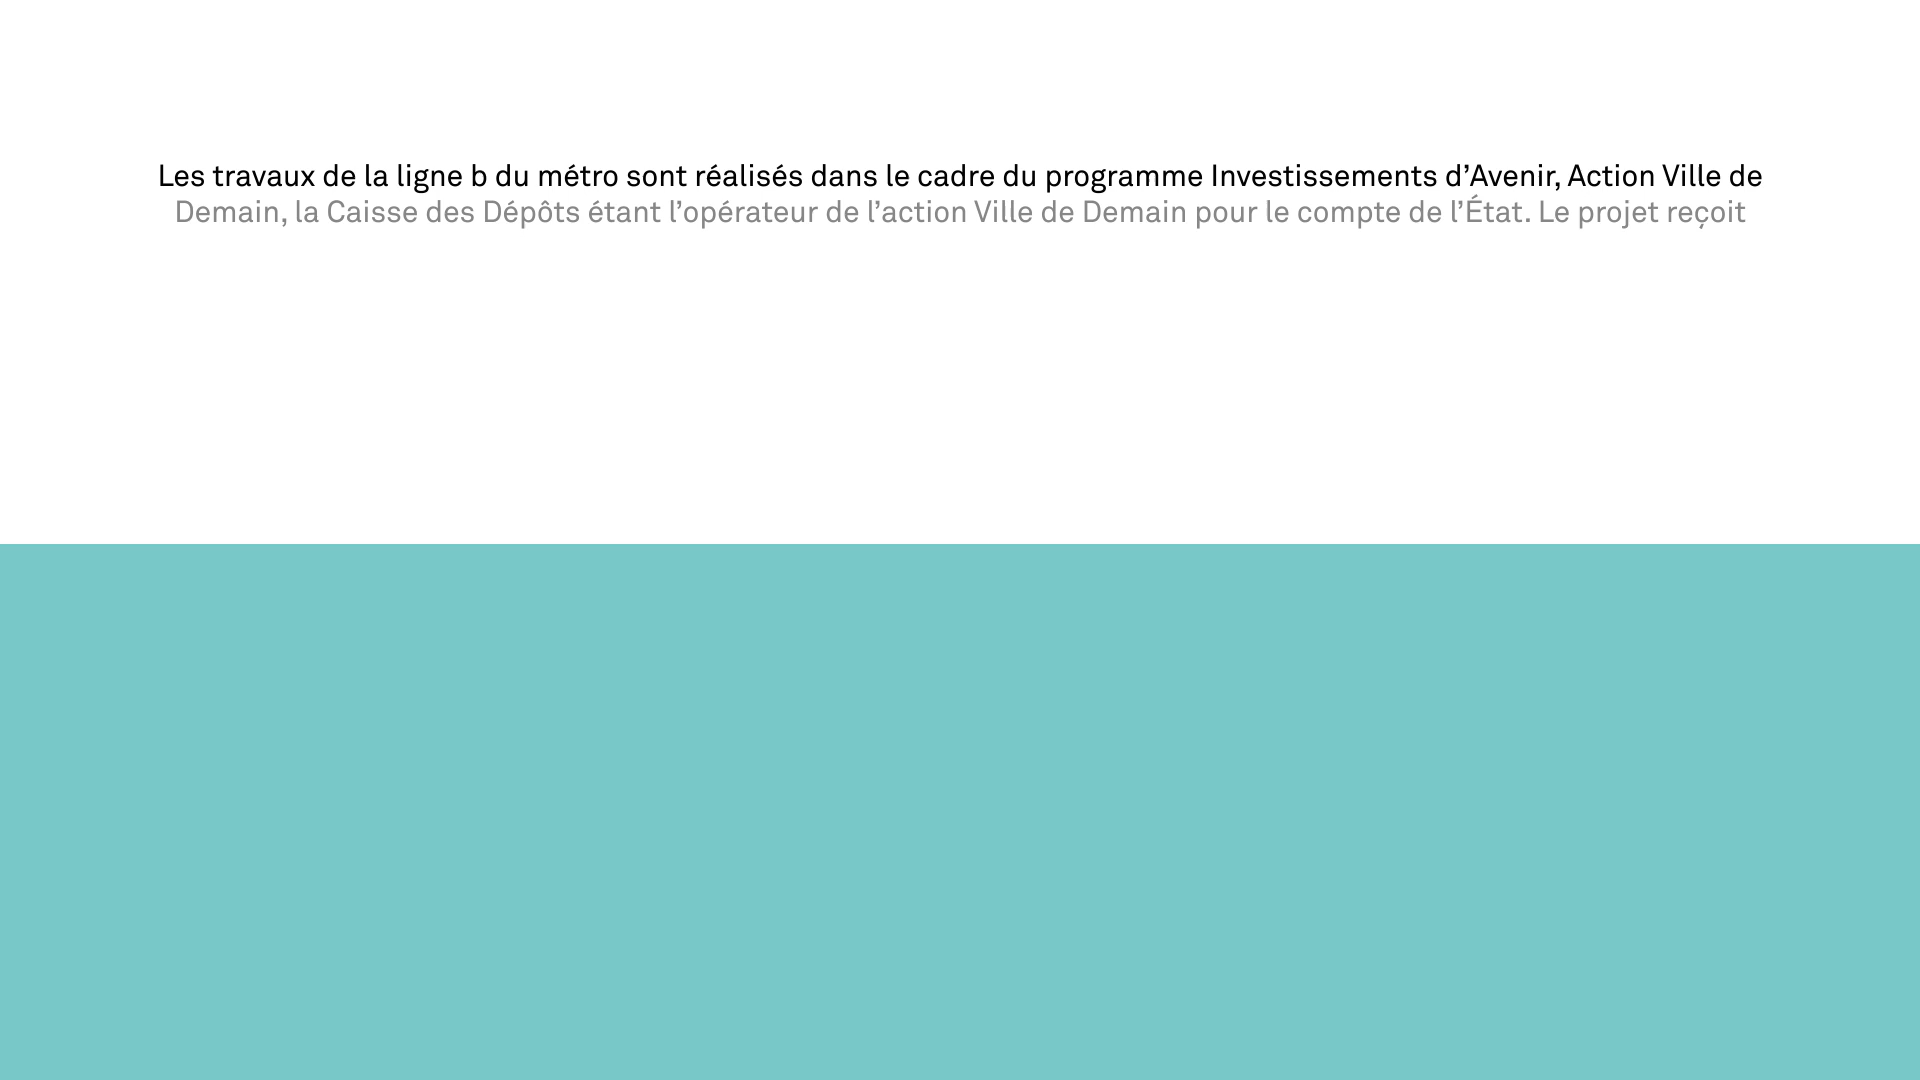 Les travaux de la ligne b du métro sont réalisés dans le cadre du programme Investissements d’Avenir, Action Ville de
Demain, la Caisse des Dépôts étant l’opérateur de l’action Ville de Demain pour le compte de l’État. Le projet reçoit